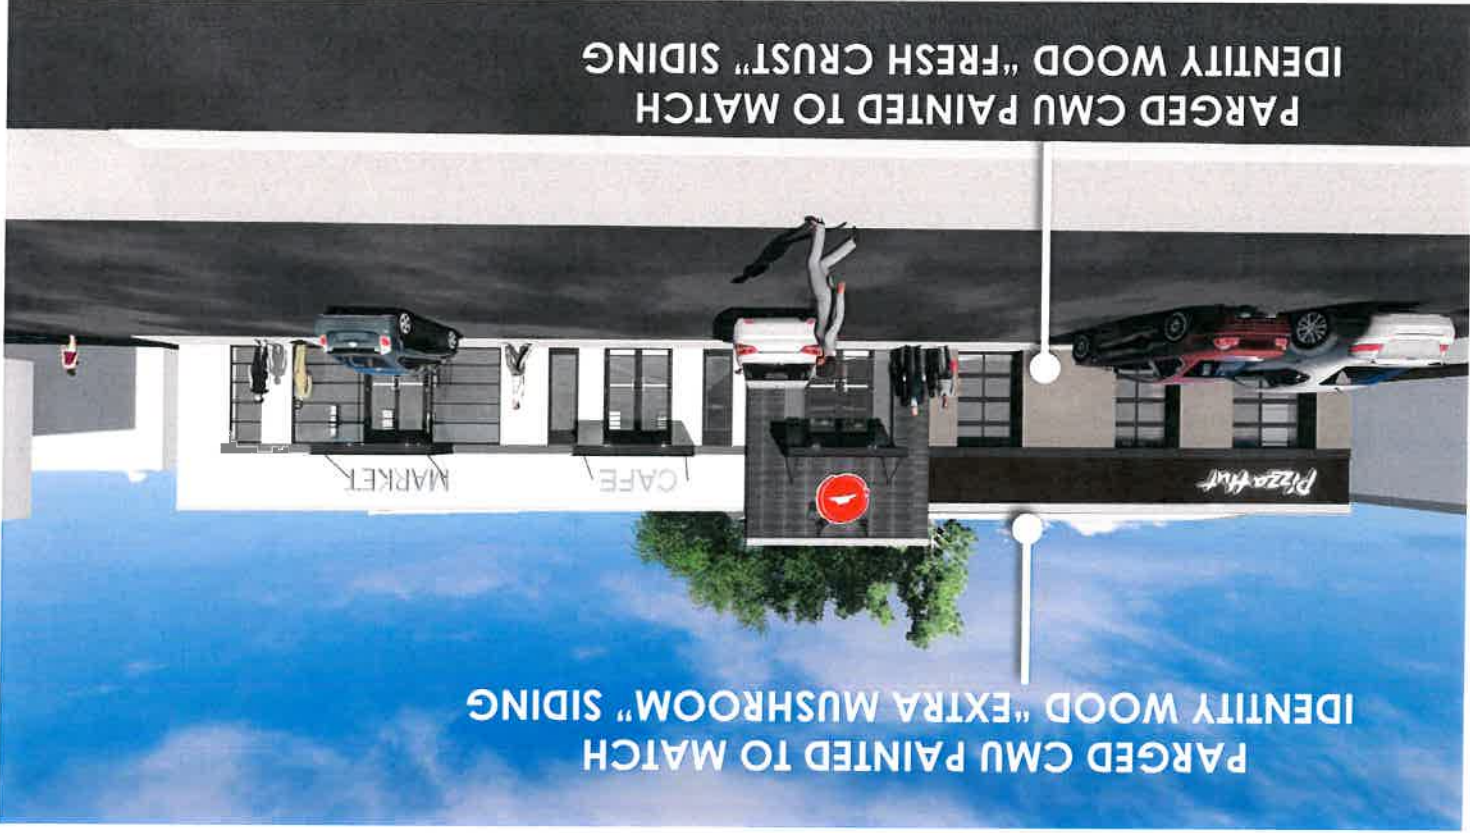 PARGED CMU PAINTED TO MATCH
IDENTITY WOOD "EXTRA MUSHROOM" SIDING
Pizza Hut
CAFE
MARKET
PARGED CMU PAINTED TO MATCH
IDENTITY WOOD "FRESH CRUST" SIDING